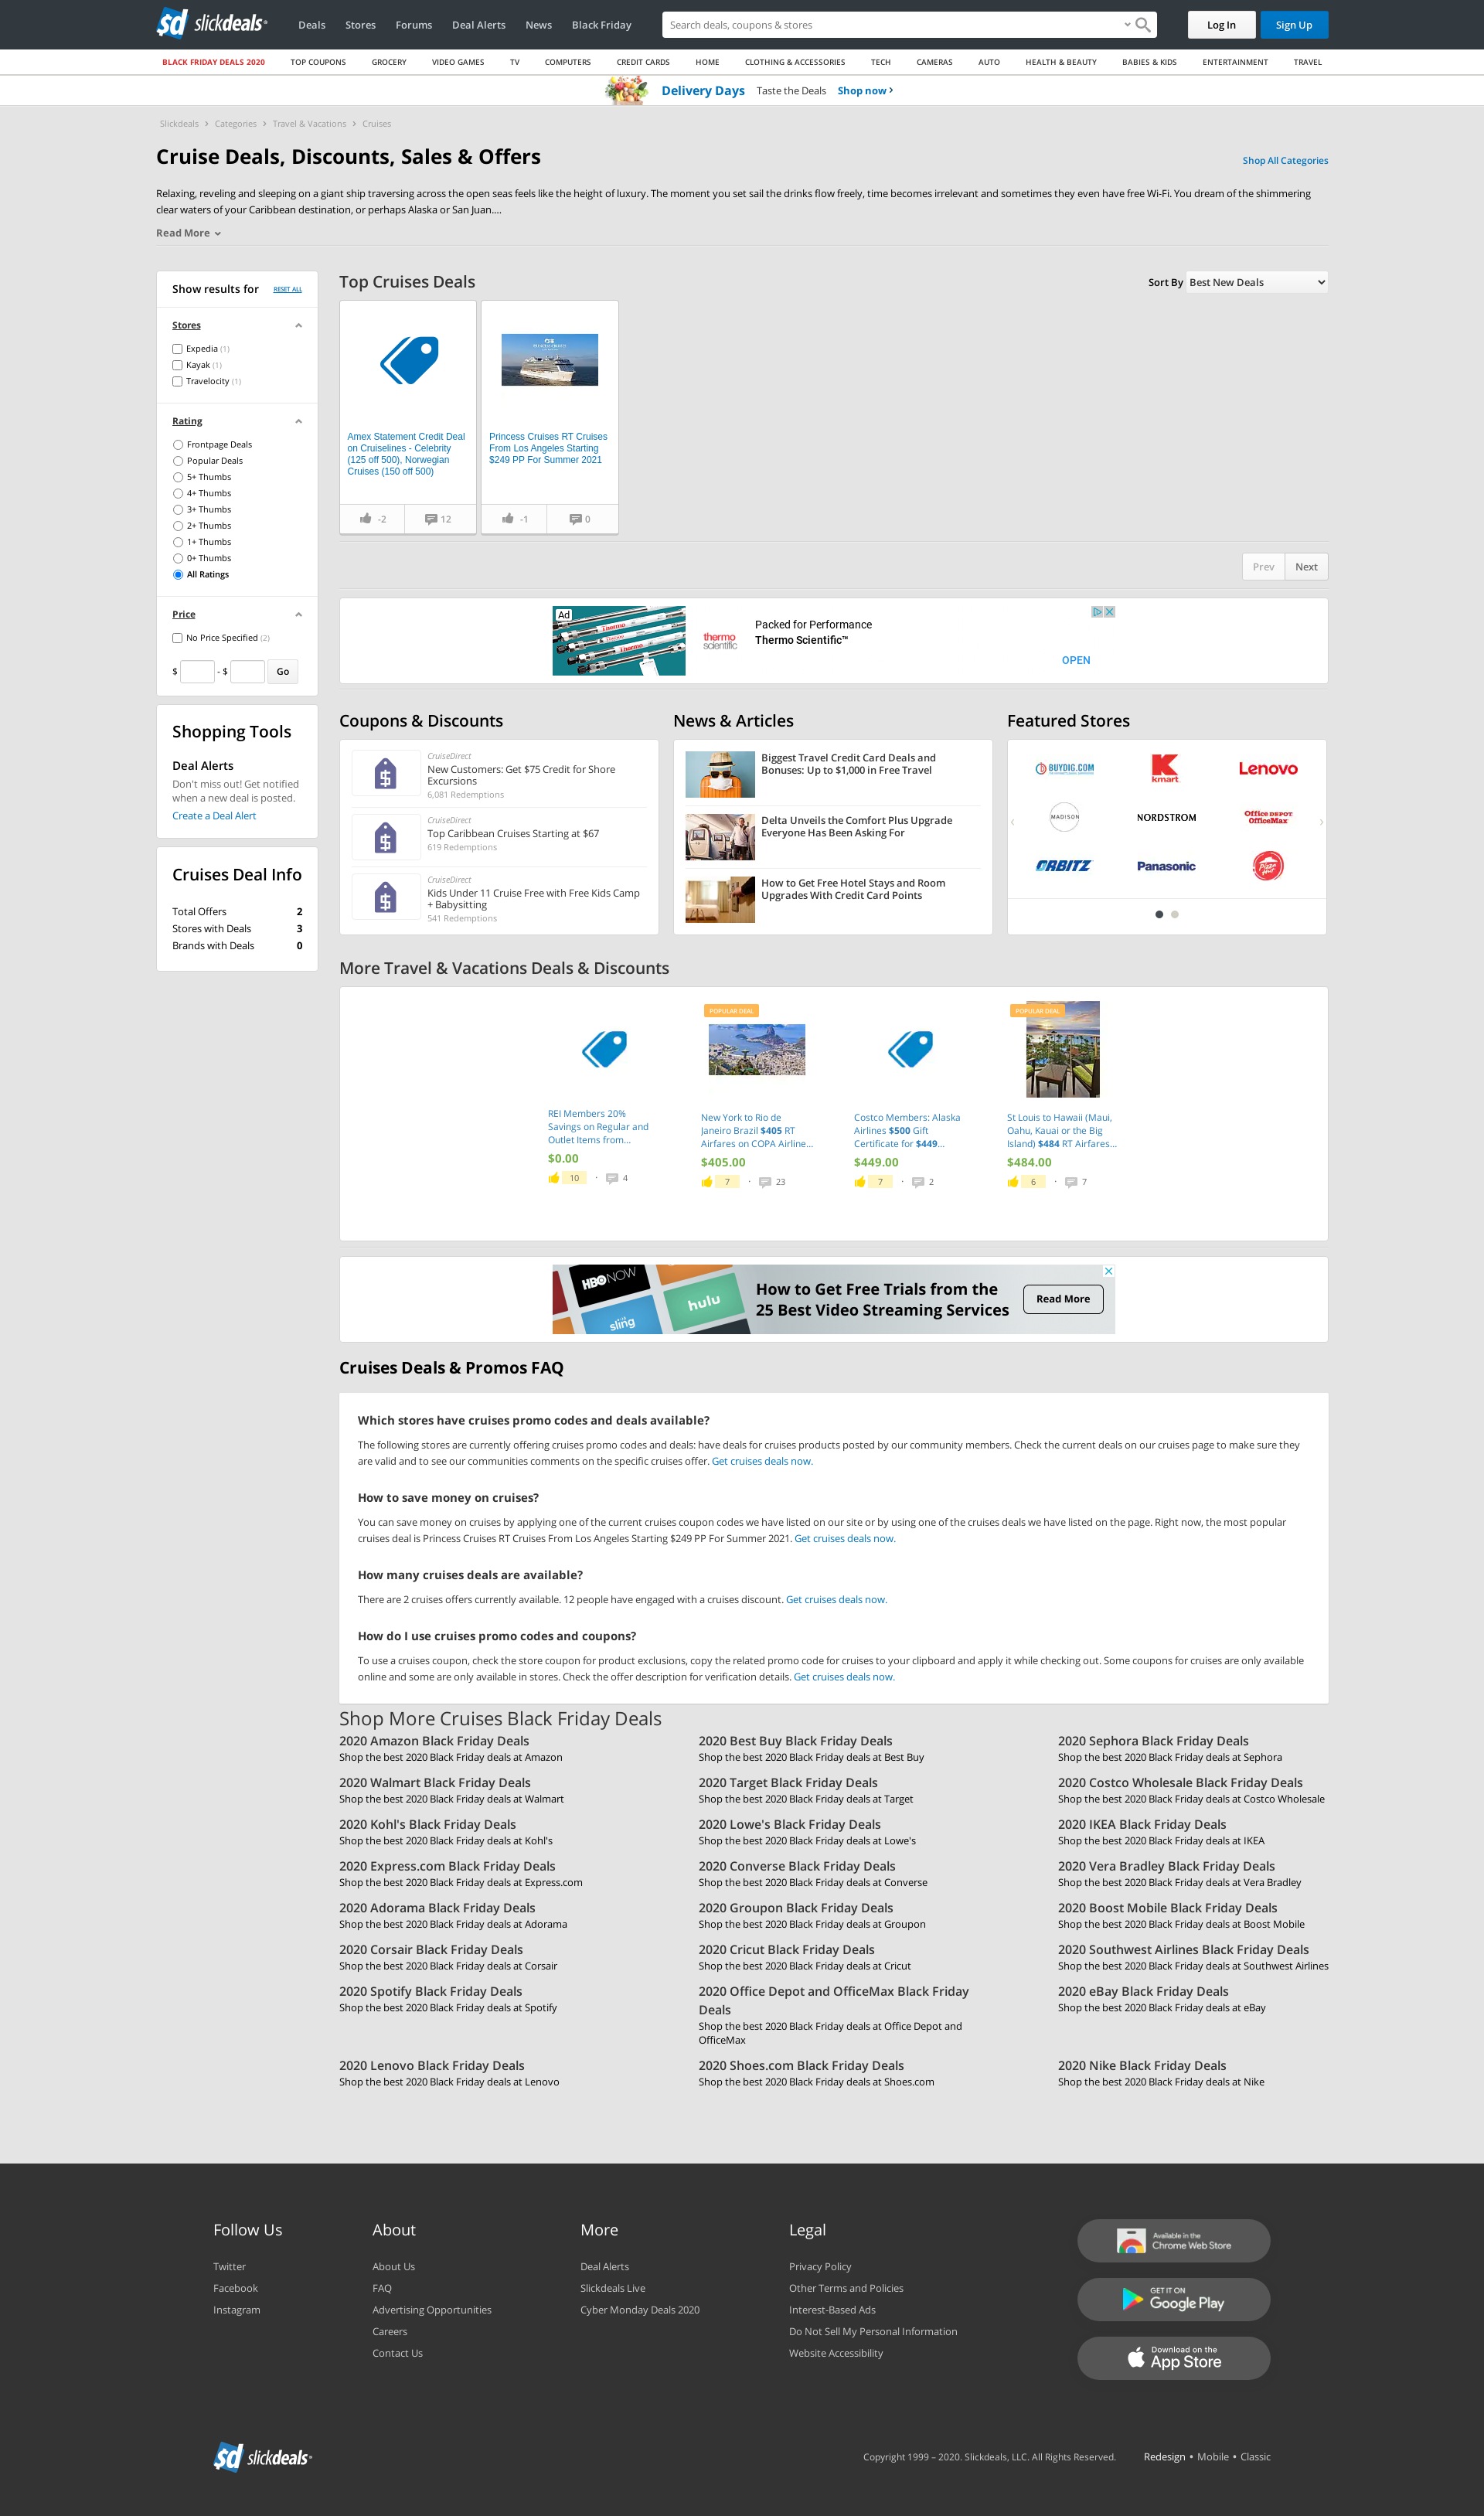 sd slickdeals
Deals Stores Forums Deal Alerts News Black Friday
Search deals, coupons & stores
Log In Sign Up
BLACK FRIDAY DEALS 2020 TOP COUPONS GROCERY VIDEO GAMES TV COMPUTERS CREDIT CARDS HOME CLOTHING & ACCESSORIES TECH CAMERAS AUTO HEALTH & BEAUTY BABIES & KIDS ENTERTAINMENT TRAVEL
Delivery Days Taste the Deals Shop now ›
Slickdeals › Categories › Travel & Vacations › Cruises
Cruise Deals, Discounts, Sales & Offers
Shop All Categories
Relaxing, reveling and sleeping on a giant ship traversing across the open seas feels like the height of luxury. The moment you set sail the drinks flow freely, time becomes irrelevant and sometimes they even have free Wi-Fi. You dream of the shimmering
clear waters of your Caribbean destination, or perhaps Alaska or San Juan....
Read More
Show results for RESET ALL
Stores
Expedia (1)
Kayak (1)
Travelocity (1)
Rating
Frontpage Deals
Popular Deals
5+ Thumbs
4+ Thumbs
3+ Thumbs
2+ Thumbs
1+ Thumbs
0+ Thumbs
All Ratings
Price
No Price Specified (2)
$ - $ Go
Shopping Tools
Deal Alerts
Don't miss out! Get notified
when a new deal is posted.
Create a Deal Alert
Cruises Deal Info
Total Offers 2
Stores with Deals 3
Brands with Deals 0
Top Cruises Deals
Sort By Best New Deals
Amex Statement Credit Deal
on Cruiselines - Celebrity
(125 off 500), Norwegian
Cruises (150 off 500)
-2 12
Princess Cruises RT Cruises
From Los Angeles Starting
$249 PP For Summer 2021
-1 0
Prev Next
Ad
thermo
scientific
Packed for Performance
Thermo Scientific™
OPEN
Coupons & Discounts
CruiseDirect
New Customers: Get $75 Credit for Shore
Excursions
6,081 Redemptions
CruiseDirect
Top Caribbean Cruises Starting at $67
619 Redemptions
CruiseDirect
Kids Under 11 Cruise Free with Free Kids Camp
+ Babysitting
541 Redemptions
News & Articles
Biggest Travel Credit Card Deals and
Bonuses: Up to $1,000 in Free Travel
Delta Unveils the Comfort Plus Upgrade
Everyone Has Been Asking For
How to Get Free Hotel Stays and Room
Upgrades With Credit Card Points
Featured Stores
BUYDIG.COM
kmart
Lenovo
MADISON
NORDSTROM
Office DEPOT
OfficeMax
ORBITZ
Panasonic
Pizza Hut
More Travel & Vacations Deals & Discounts
REI Members 20%
Savings on Regular and
Outlet Items from...
$0.00
10 · 4
POPULAR DEAL
New York to Rio de
Janeiro Brazil $405 RT
Airfares on COPA Airline...
$405.00
7 · 23
Costco Members: Alaska
Airlines $500 Gift
Certificate for $449...
$449.00
7 · 2
POPULAR DEAL
St Louis to Hawaii (Maui,
Oahu, Kauai or the Big
Island) $484 RT Airfares...
$484.00
6 · 7
HBO NOW
hulu
sling
How to Get Free Trials from the
25 Best Video Streaming Services
Read More
Cruises Deals & Promos FAQ
Which stores have cruises promo codes and deals available?
The following stores are currently offering cruises promo codes and deals: have deals for cruises products posted by our community members. Check the current deals on our cruises page to make sure they
are valid and to see our communities comments on the specific cruises offer. Get cruises deals now.
How to save money on cruises?
You can save money on cruises by applying one of the current cruises coupon codes we have listed on our site or by using one of the cruises deals we have listed on the page. Right now, the most popular
cruises deal is Princess Cruises RT Cruises From Los Angeles Starting $249 PP For Summer 2021. Get cruises deals now.
How many cruises deals are available?
There are 2 cruises offers currently available. 12 people have engaged with a cruises discount. Get cruises deals now.
How do I use cruises promo codes and coupons?
To use a cruises coupon, check the store coupon for product exclusions, copy the related promo code for cruises to your clipboard and apply it while checking out. Some coupons for cruises are only available
online and some are only available in stores. Check the offer description for verification details. Get cruises deals now.
Shop More Cruises Black Friday Deals
2020 Amazon Black Friday Deals
Shop the best 2020 Black Friday deals at Amazon
2020 Best Buy Black Friday Deals
Shop the best 2020 Black Friday deals at Best Buy
2020 Sephora Black Friday Deals
Shop the best 2020 Black Friday deals at Sephora
2020 Walmart Black Friday Deals
Shop the best 2020 Black Friday deals at Walmart
2020 Target Black Friday Deals
Shop the best 2020 Black Friday deals at Target
2020 Costco Wholesale Black Friday Deals
Shop the best 2020 Black Friday deals at Costco Wholesale
2020 Kohl's Black Friday Deals
Shop the best 2020 Black Friday deals at Kohl's
2020 Lowe's Black Friday Deals
Shop the best 2020 Black Friday deals at Lowe's
2020 IKEA Black Friday Deals
Shop the best 2020 Black Friday deals at IKEA
2020 Express.com Black Friday Deals
Shop the best 2020 Black Friday deals at Express.com
2020 Converse Black Friday Deals
Shop the best 2020 Black Friday deals at Converse
2020 Vera Bradley Black Friday Deals
Shop the best 2020 Black Friday deals at Vera Bradley
2020 Adorama Black Friday Deals
Shop the best 2020 Black Friday deals at Adorama
2020 Groupon Black Friday Deals
Shop the best 2020 Black Friday deals at Groupon
2020 Boost Mobile Black Friday Deals
Shop the best 2020 Black Friday deals at Boost Mobile
2020 Corsair Black Friday Deals
Shop the best 2020 Black Friday deals at Corsair
2020 Cricut Black Friday Deals
Shop the best 2020 Black Friday deals at Cricut
2020 Southwest Airlines Black Friday Deals
Shop the best 2020 Black Friday deals at Southwest Airlines
2020 Spotify Black Friday Deals
Shop the best 2020 Black Friday deals at Spotify
2020 Office Depot and OfficeMax Black Friday
Deals
Shop the best 2020 Black Friday deals at Office Depot and
OfficeMax
2020 eBay Black Friday Deals
Shop the best 2020 Black Friday deals at eBay
2020 Lenovo Black Friday Deals
Shop the best 2020 Black Friday deals at Lenovo
2020 Shoes.com Black Friday Deals
Shop the best 2020 Black Friday deals at Shoes.com
2020 Nike Black Friday Deals
Shop the best 2020 Black Friday deals at Nike
Follow Us
Twitter
Facebook
Instagram
About
About Us
FAQ
Advertising Opportunities
Careers
Contact Us
More
Deal Alerts
Slickdeals Live
Cyber Monday Deals 2020
Legal
Privacy Policy
Other Terms and Policies
Interest-Based Ads
Do Not Sell My Personal Information
Website Accessibility
Available in the
Chrome Web Store
GET IT ON
Google Play
Download on the
App Store
sd slickdeals
Copyright 1999 – 2020. Slickdeals, LLC. All Rights Reserved.
Redesign • Mobile • Classic